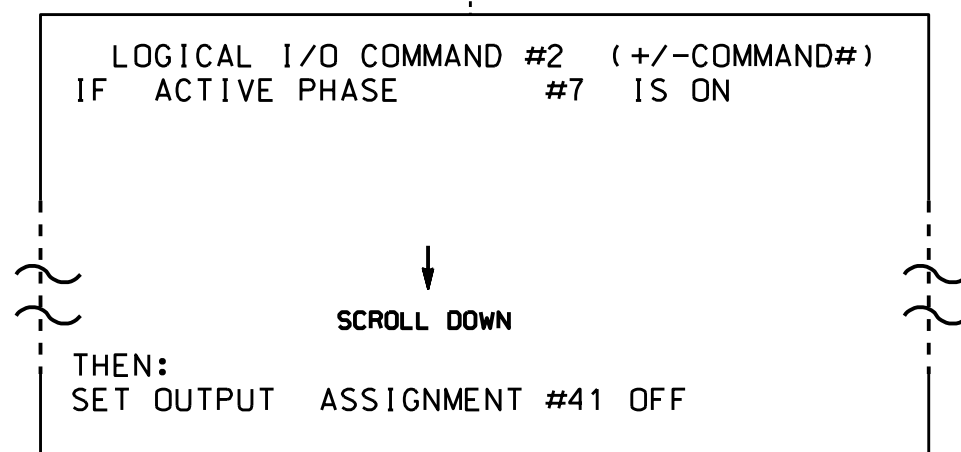 LOGICAL I/O COMMAND #2 (+/-COMMAND#)
IF ACTIVE PHASE #7 IS ON
SCROLL DOWN
THEN:
SET OUTPUT ASSIGNMENT #41 OFF